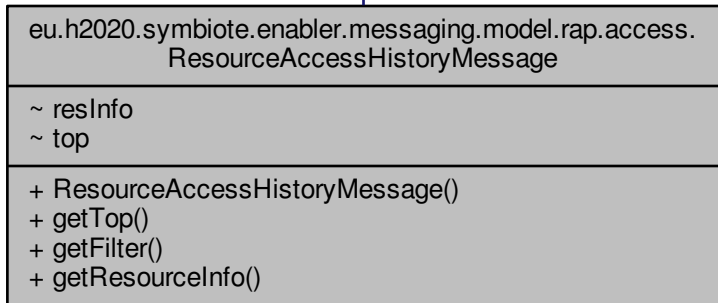 eu.h2020.symbiote.enabler.messaging.model.rap.access.
ResourceAccessHistoryMessage
~ resInfo
~ top
+ ResourceAccessHistoryMessage()
+ getTop()
+ getFilter()
+ getResourceInfo()